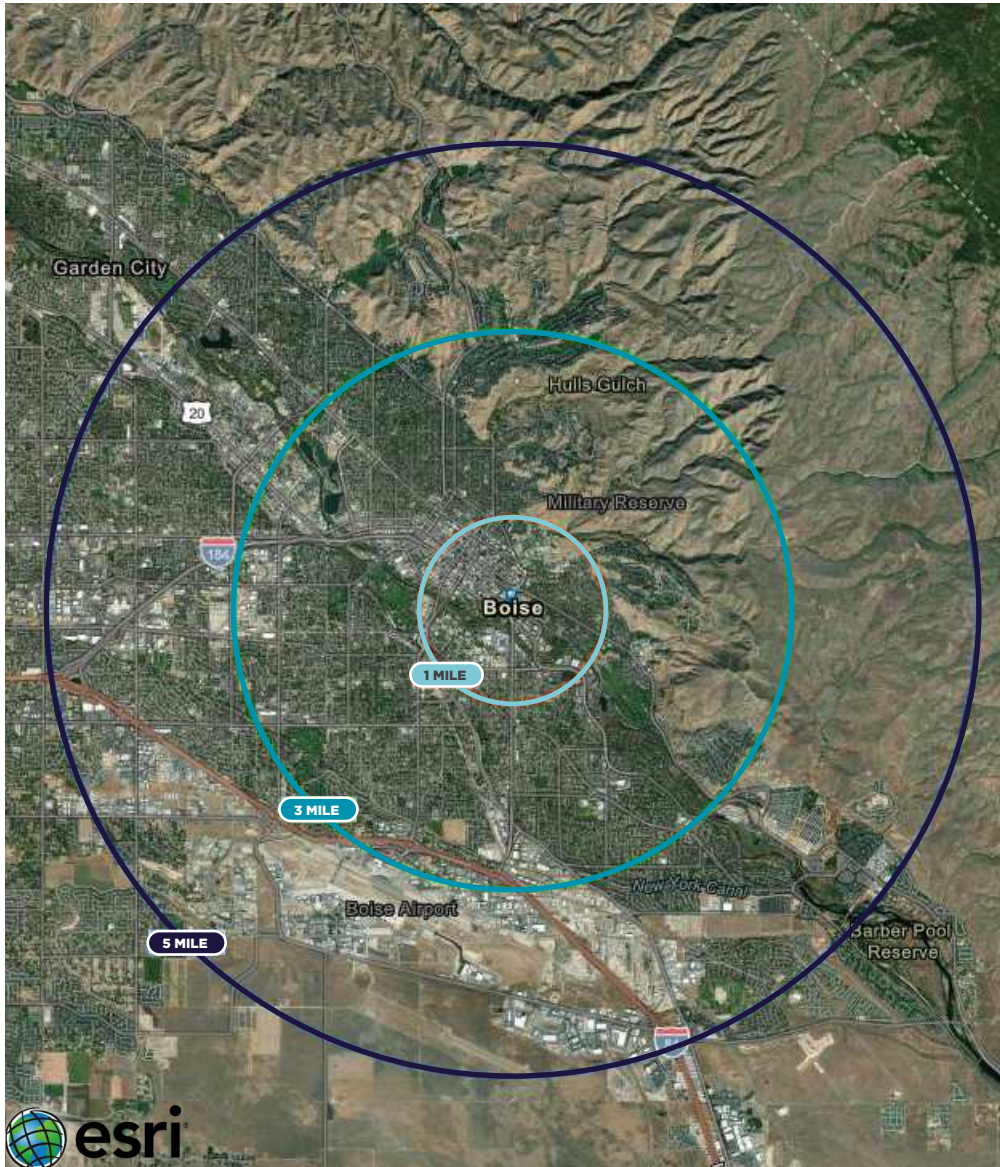 Garden City
Hulls Gulch
20
Military Reserve
184
Boise
1 MILE
3 MILE
New York Canal
Boise Airport
5 MILE
Barber Pool
Reserve
esri